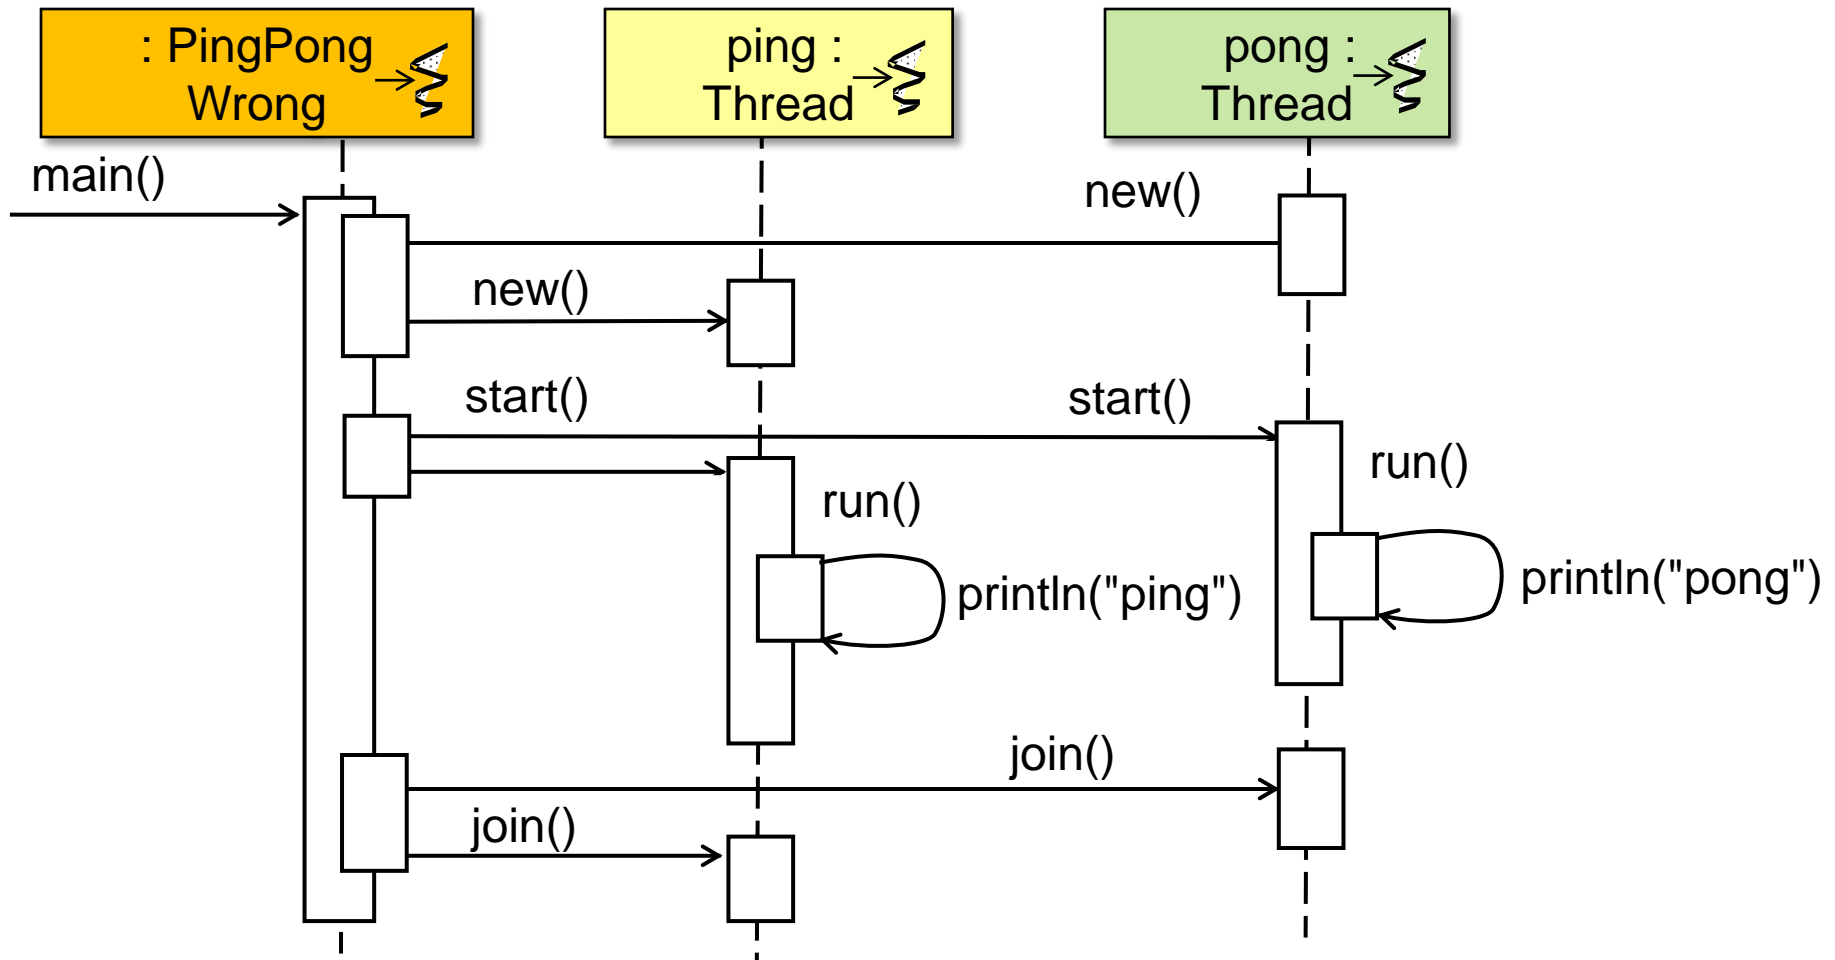 : PingPong
Wrong
ping :
Thread
pong :
Thread
main()
new()
new()
start()
start()
run()
run()
println("ping")
println("pong")
join()
join()